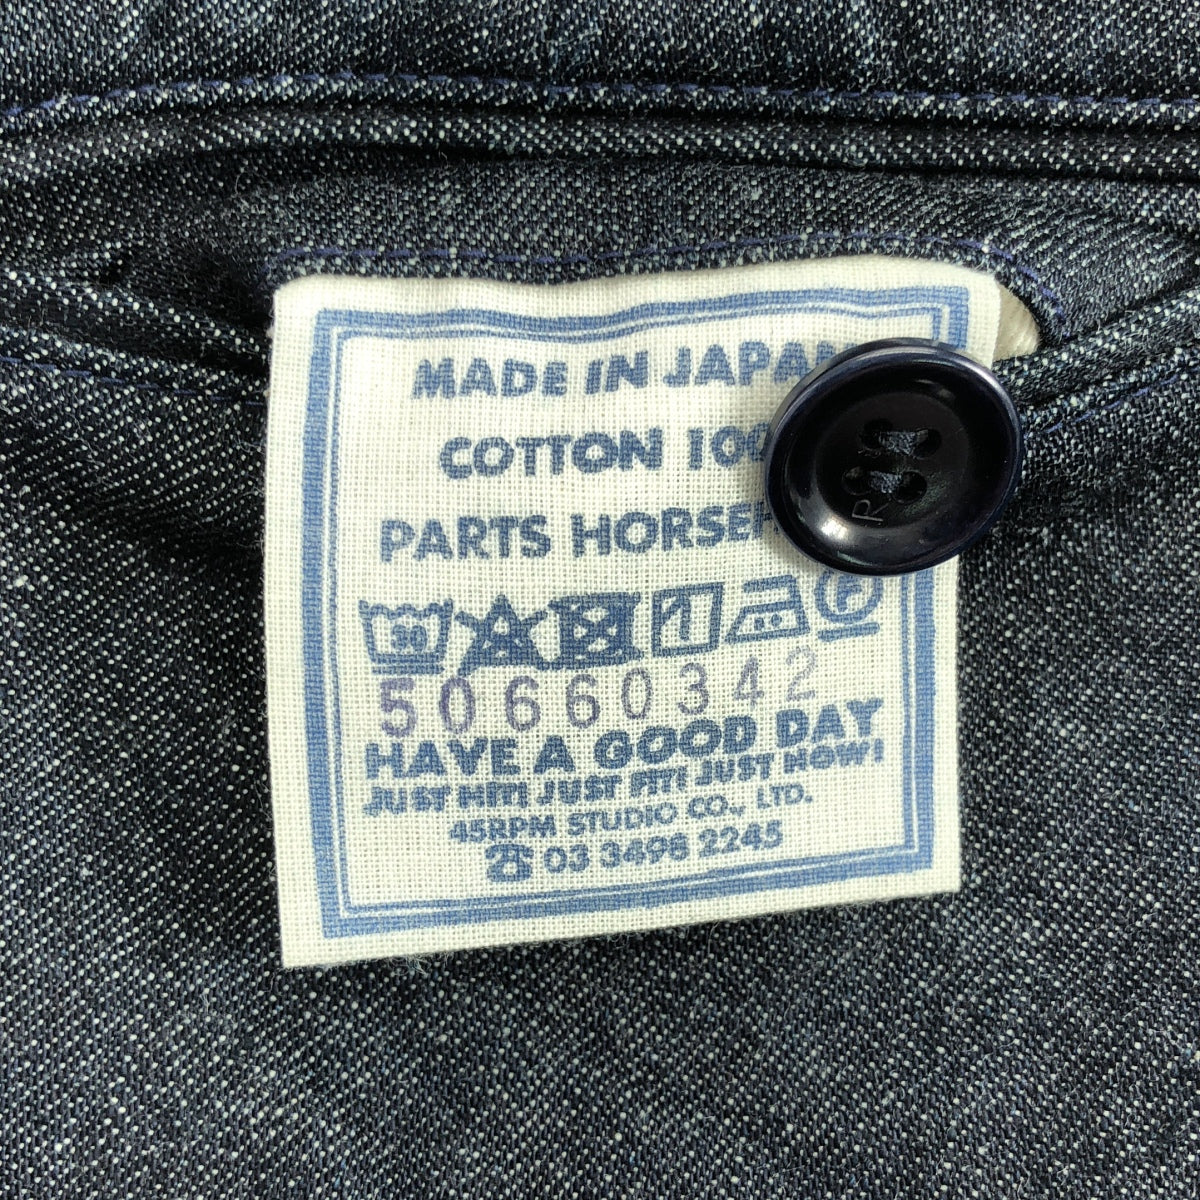 MADE IN JAPAN
COTTON 100
PARTS HORSE
30
50660342
HAVE A GOOD DAY
JUST HIT! JUST FIT! JUST NOW!
45RPM STUDIO CO., LTD.
☎ 03 3498 2245
R